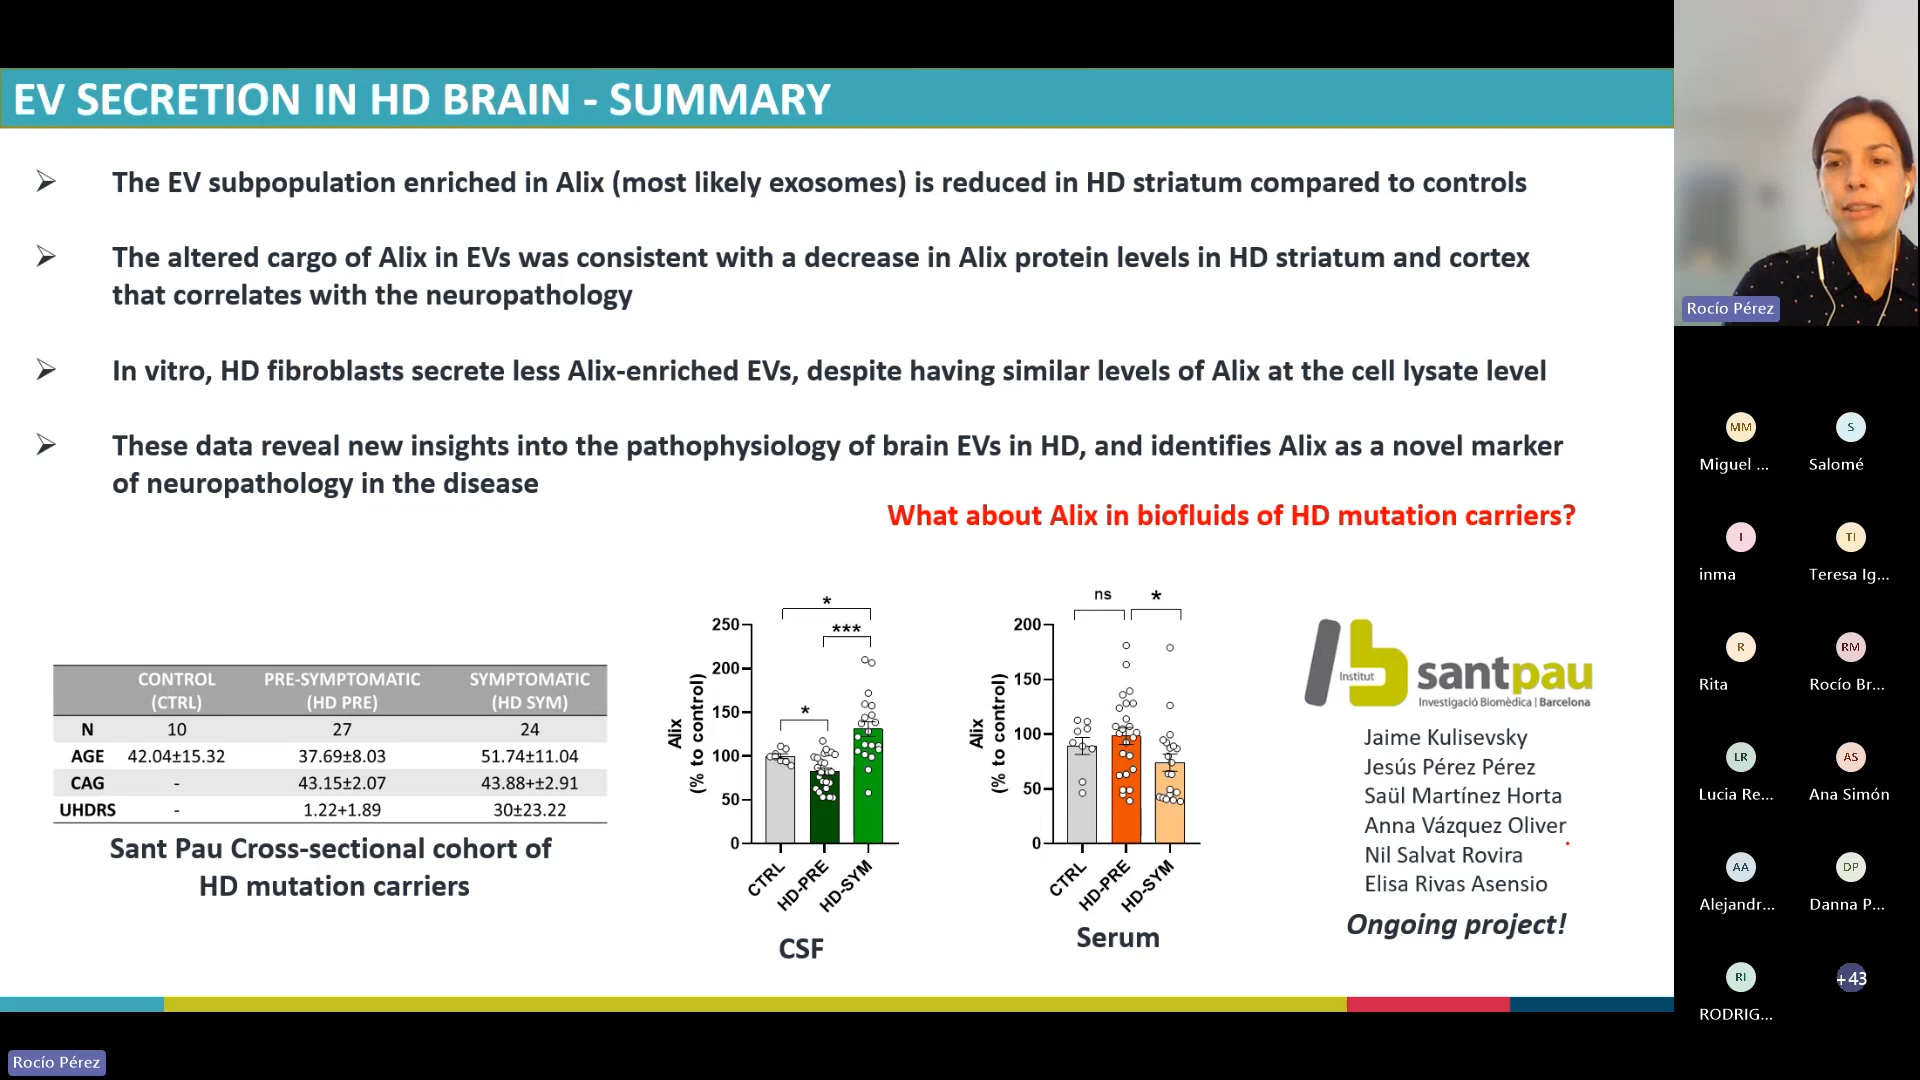 EV SECRETION IN HD BRAIN - SUMMARY
The EV subpopulation enriched in Alix (most likely exosomes) is reduced in HD striatum compared to controls
The altered cargo of Alix in EVs was consistent with a decrease in Alix protein levels in HD striatum and cortex
that correlates with the neuropathology
In vitro, HD fibroblasts secrete less Alix-enriched EVs, despite having similar levels of Alix at the cell lysate level
These data reveal new insights into the pathophysiology of brain EVs in HD, and identifies Alix as a novel marker
of neuropathology in the disease
What about Alix in biofluids of HD mutation carriers?
CONTROL PRE-SYMPTOMATIC SYMPTOMATIC
(CTRL) (HD PRE) (HD SYM)
N 10 27 24
AGE 42.04±15.32 37.69±8.03 51.74±11.04
CAG - 43.15±2.07 43.88+±2.91
UHDRS - 1.22+1.89 30±23.22
Sant Pau Cross-sectional cohort of
HD mutation carriers
*
***
*
250
200
150
100
50
0
Alix
(% to control)
CTRL
HD-PRE
HD-SYM
CSF
ns
*
200
150
100
50
0
Alix
(% to control)
CTRL
HD-PRE
HD-SYM
Serum
Institut
santpau
Investigació Biomèdica | Barcelona
Jaime Kulisevsky
Jesús Pérez Pérez
Saül Martínez Horta
Anna Vázquez Oliver
Nil Salvat Rovira
Elisa Rivas Asensio
Ongoing project!
Rocío Pérez
MM
Miguel ...
S
Salomé
I
inma
TI
Teresa Ig...
R
Rita
RM
Rocío Br...
LR
Lucia Re...
AS
Ana Simón
AA
Alejandr...
DP
Danna P...
RI
RODRIG...
+43
Rocío Pérez